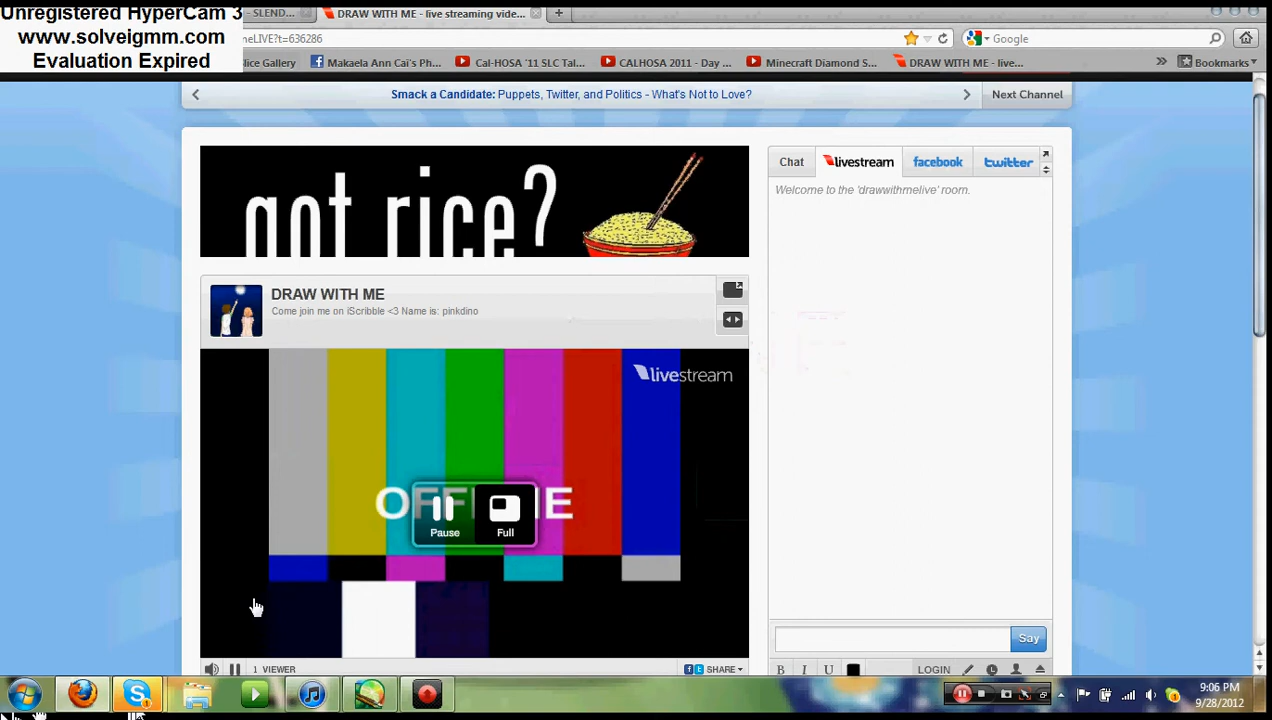 Unregistered HyperCam 3
www.solveigmm.com
Evaluation Expired
- SLEND...
DRAW WITH ME - live streaming vide...
neLIVE?t=636286
Google
lice Gallery
Makaela Ann Cai's Ph...
Cal-HOSA '11 SLC Tal...
CALHOSA 2011 - Day ...
Minecraft Diamond S...
DRAW WITH ME - live...
Bookmarks
Smack a Candidate: Puppets, Twitter, and Politics - What's Not to Love?
Next Channel
got rice?
Chat
livestream
facebook
twitter
Welcome to the 'drawwithmelive' room.
DRAW WITH ME
Come join me on iScribble <3 Name is: pinkdino
livestream
OFF E
Pause
Full
Say
1 VIEWER
SHARE
B I U
LOGIN
9:06 PM
9/28/2012